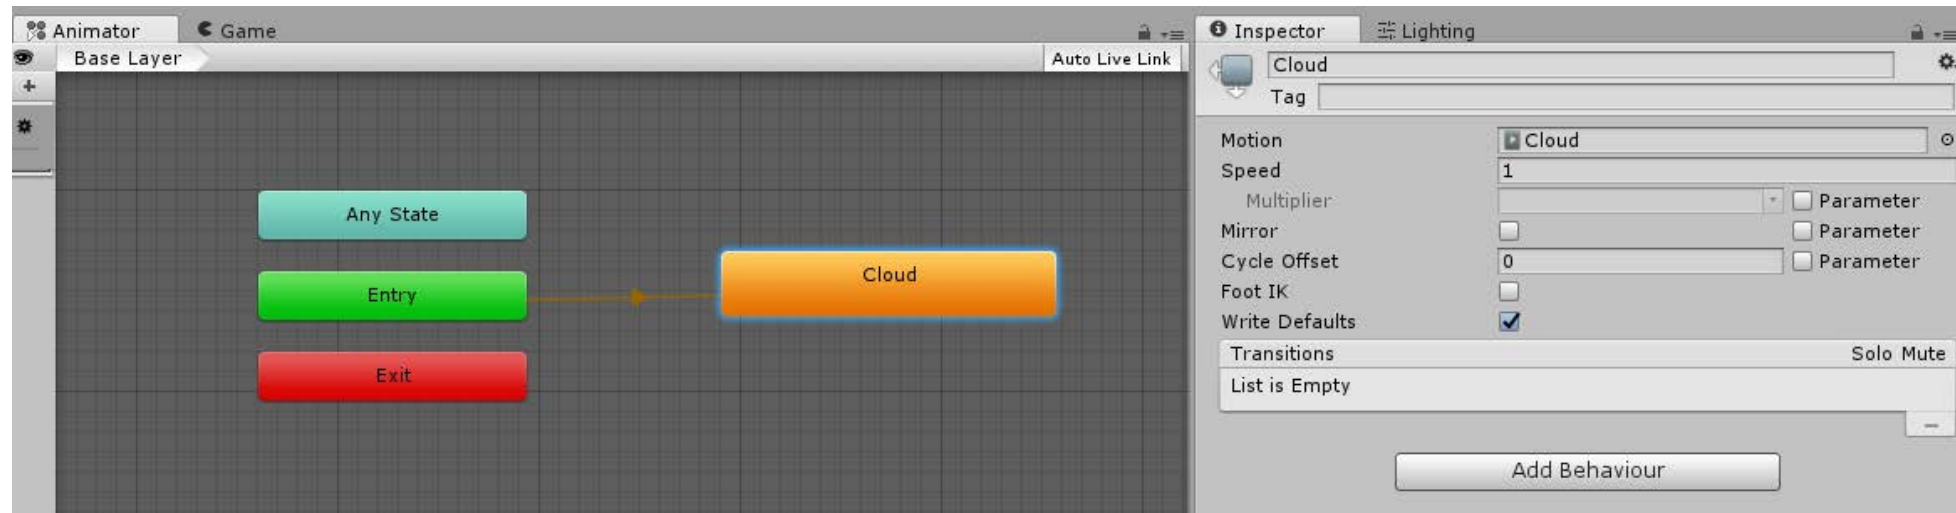 Animator Game
Base Layer Auto Live Link
Any State
Entry
Exit
Cloud
Inspector Lighting
Cloud
Tag
Motion Cloud
Speed 1
Multiplier Parameter
Mirror Parameter
Cycle Offset 0 Parameter
Foot IK
Write Defaults
Transitions Solo Mute
List is Empty
Add Behaviour